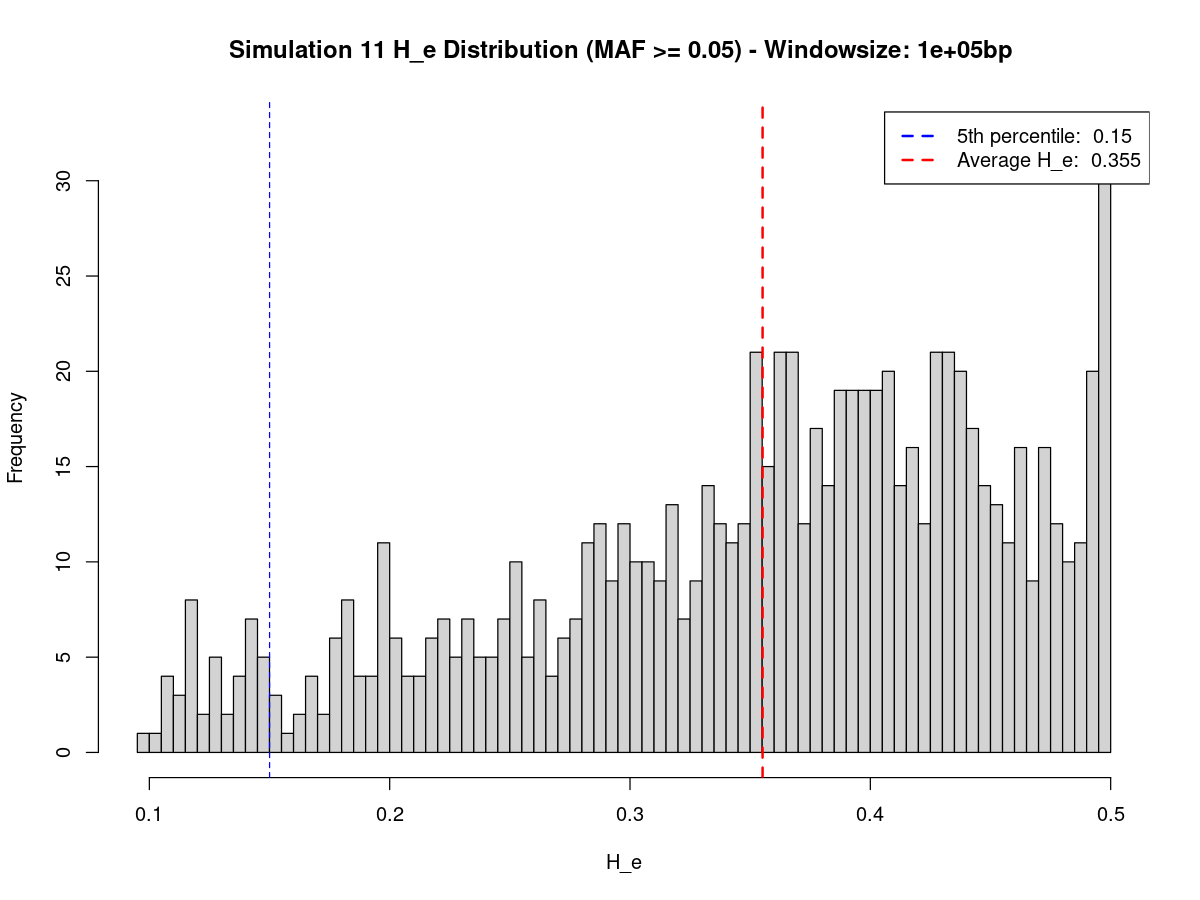 Simulation 11 H_e Distribution (MAF >= 0.05) - Windowsize: 1e+05bp
5th percentile: 0.15
Average H_e: 0.355
30
25
20
15
10
5
0
Frequency
0.1 0.2 0.3 0.4 0.5
H_e